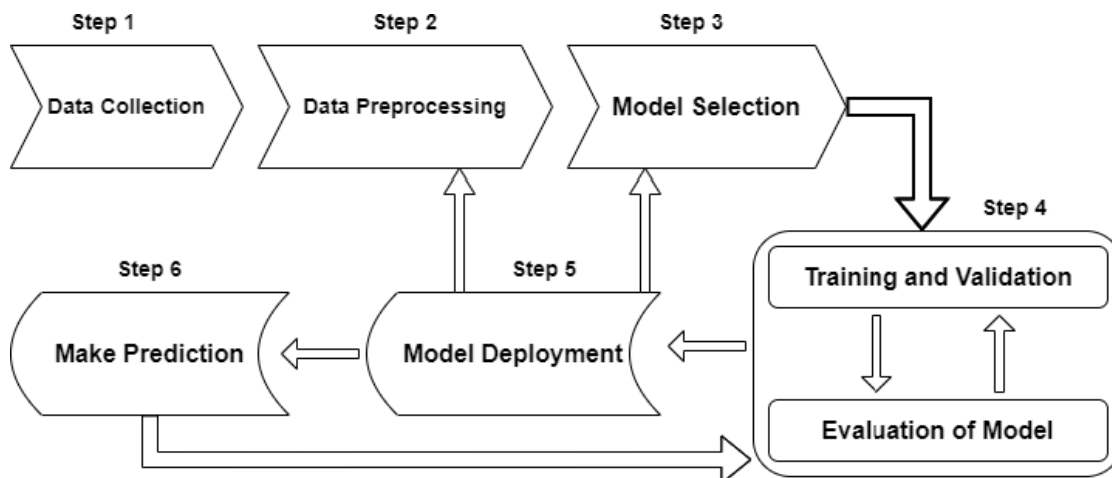 Step 1
Step 2
Step 3
Data Collection
Data Preprocessing
Model Selection
Step 4
Training and Validation
Evaluation of Model
Step 5
Model Deployment
Step 6
Make Prediction